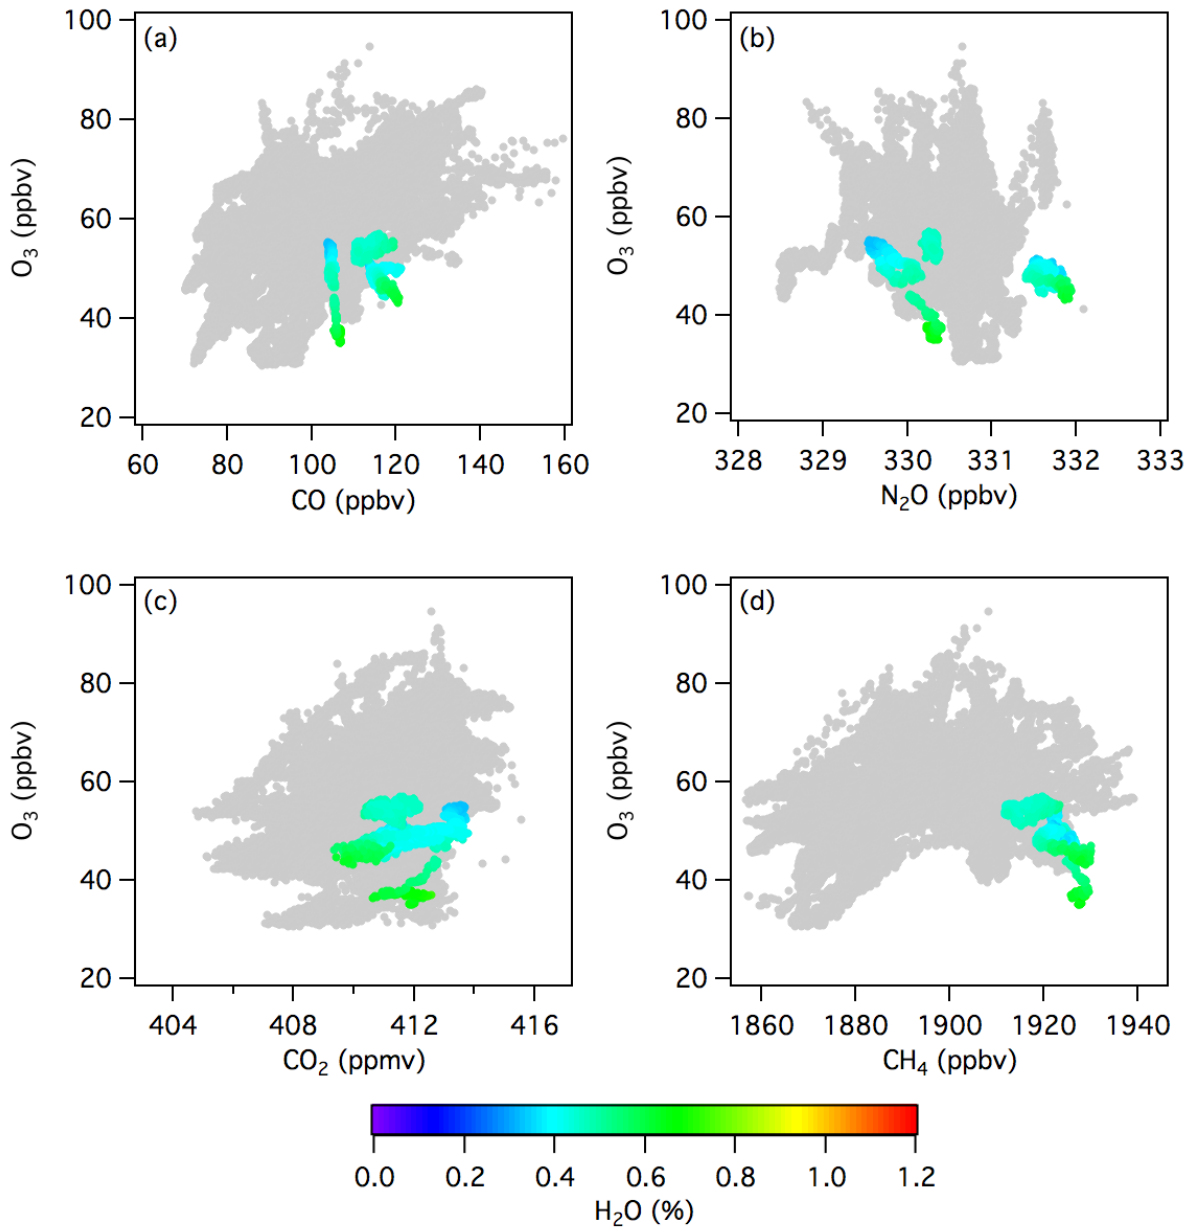 (a)
100
80
60
40
20
O3 (ppbv)
60 80 100 120 140 160
CO (ppbv)
(b)
100
80
60
40
20
O3 (ppbv)
328 329 330 331 332 333
N2O (ppbv)
(c)
100
80
60
40
20
O3 (ppbv)
404 408 412 416
CO2 (ppmv)
(d)
100
80
60
40
20
O3 (ppbv)
1860 1880 1900 1920 1940
CH4 (ppbv)
0.0 0.2 0.4 0.6 0.8 1.0 1.2
H2O (%)